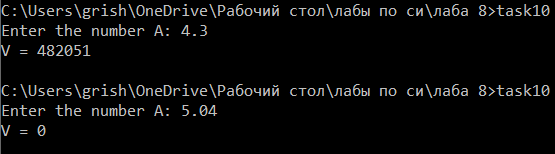 C:\Users\grish\OneDrive\Рабочий стол\лабы по си\лаба 8>task10
Enter the number A: 4.3
V = 482051
C:\Users\grish\OneDrive\Рабочий стол\лабы по си\лаба 8>task10
Enter the number A: 5.04
V = 0